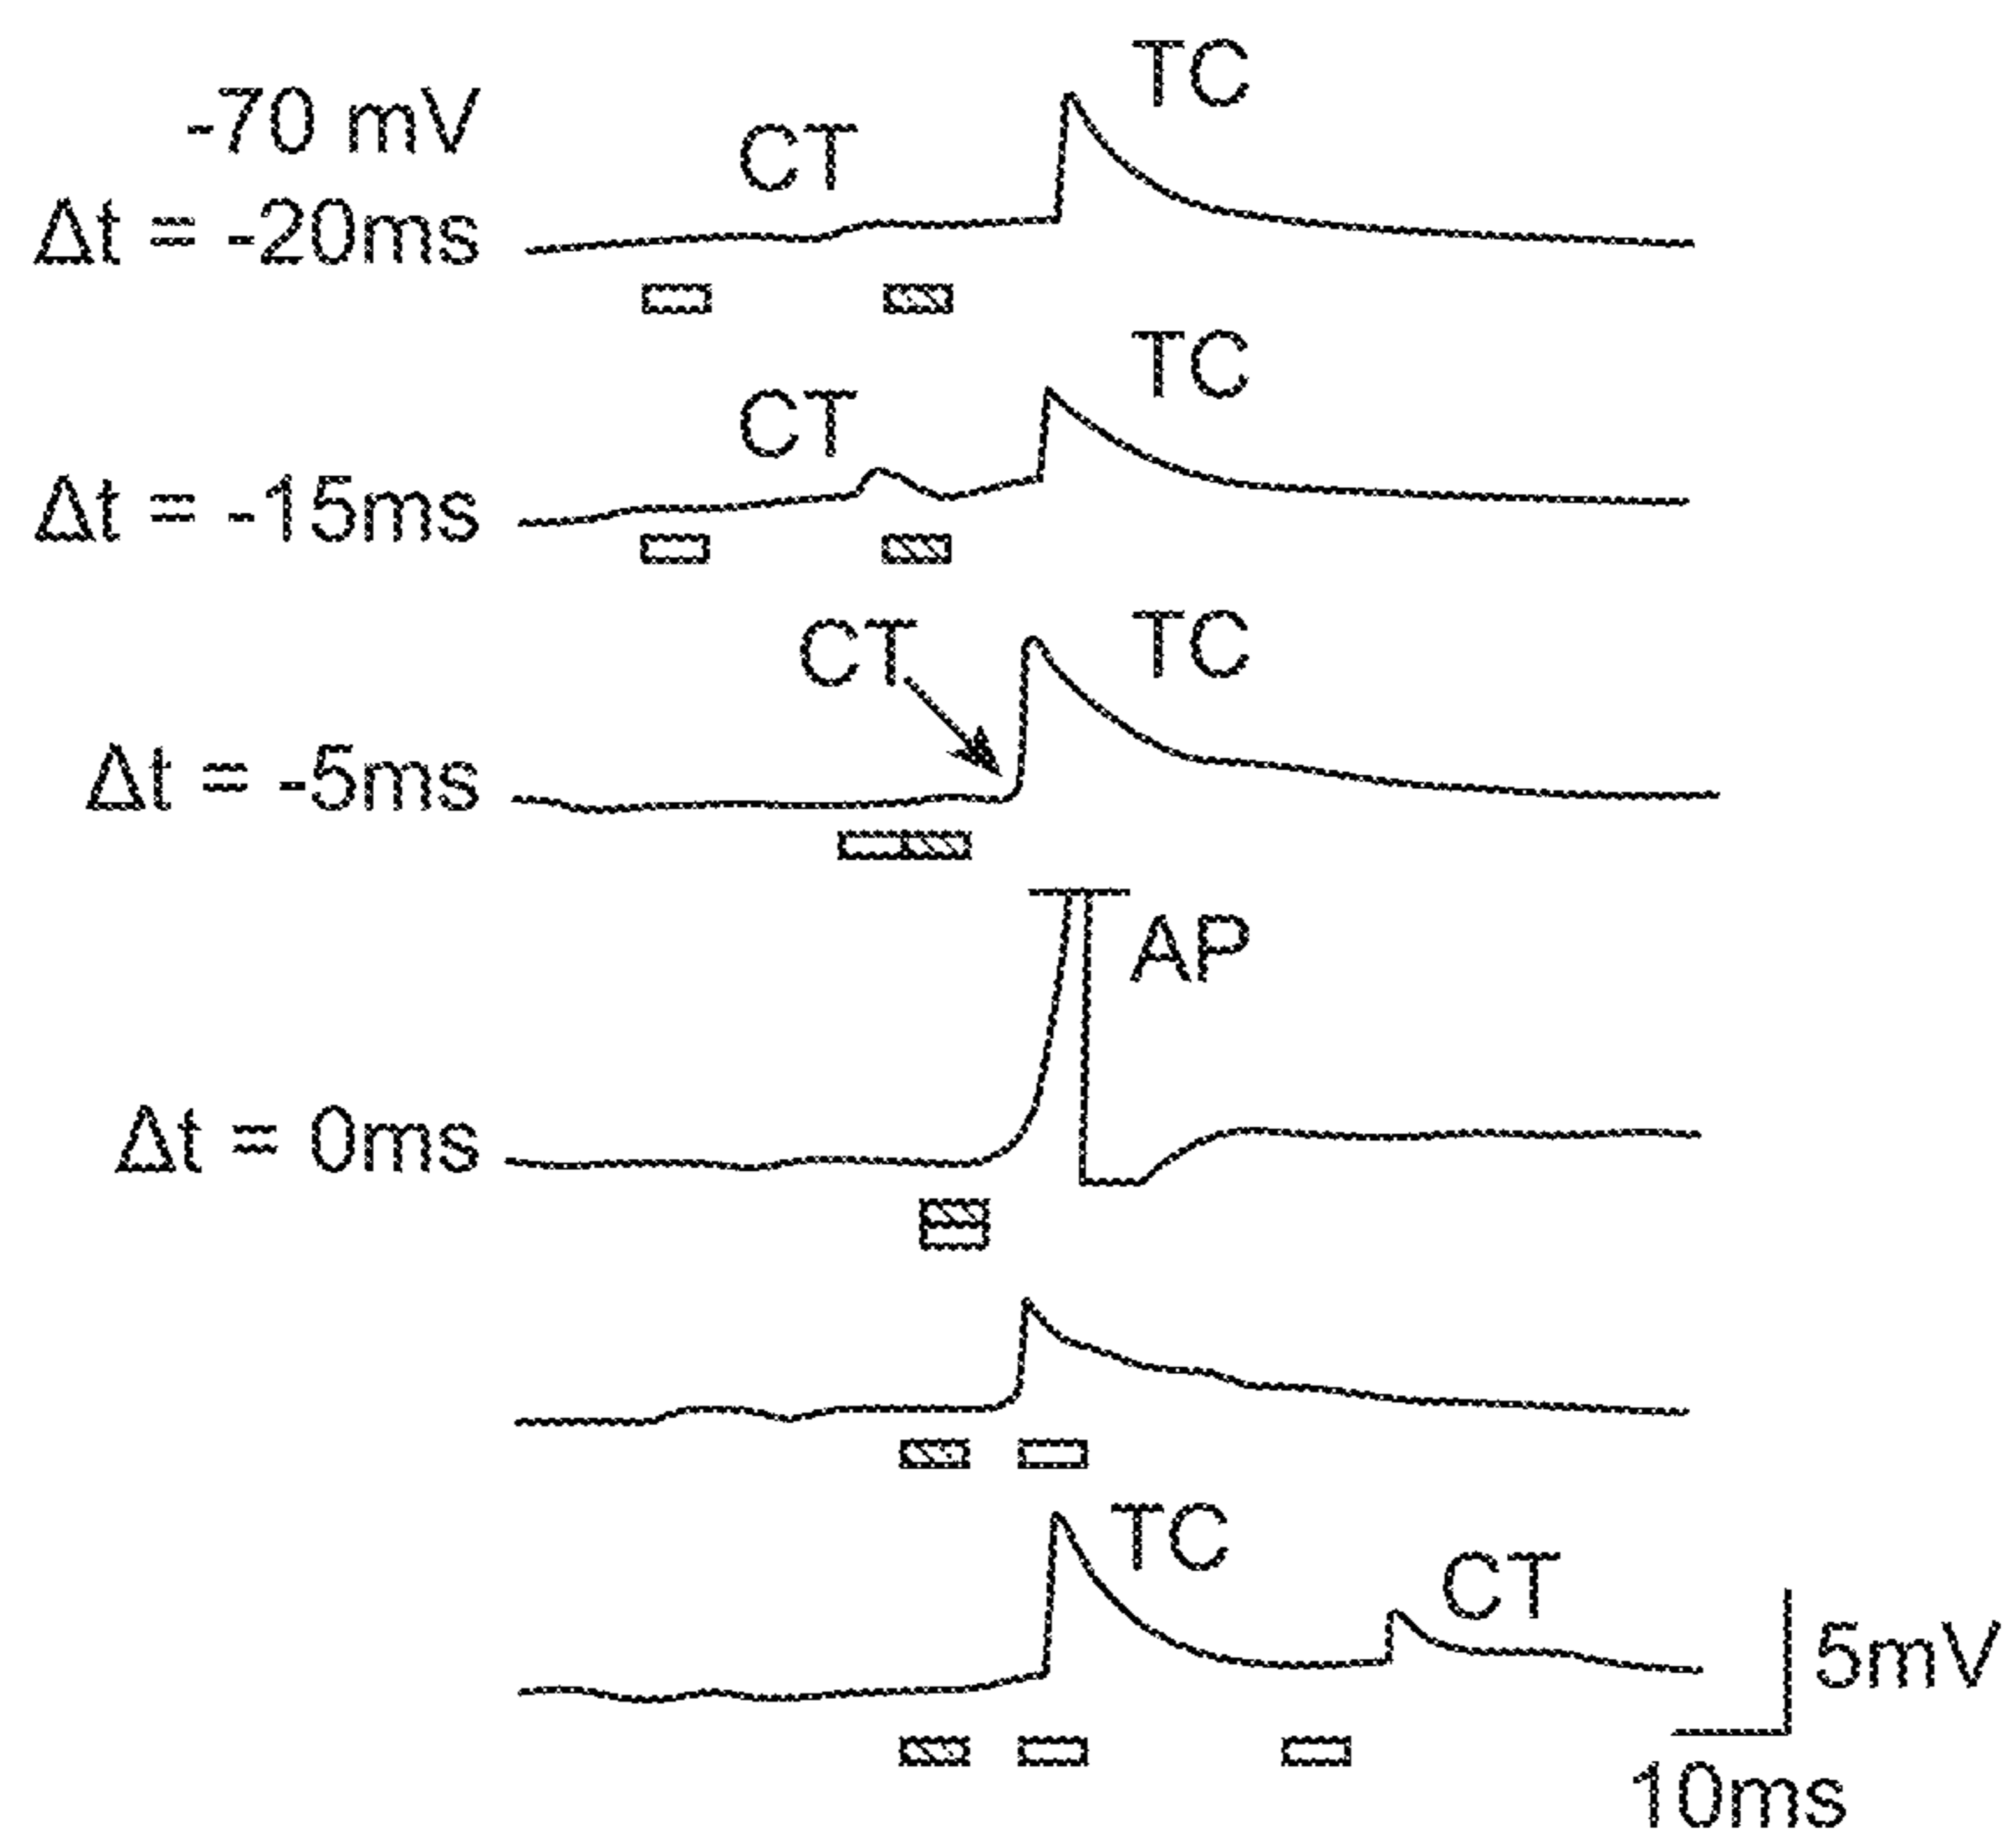 TC
-70 mV
CT
Δt = -20ms
TC
CT
Δt = -15ms
TC
CT
Δt = -5ms
AP
Δt = 0ms
TC
CT
5mV
10ms